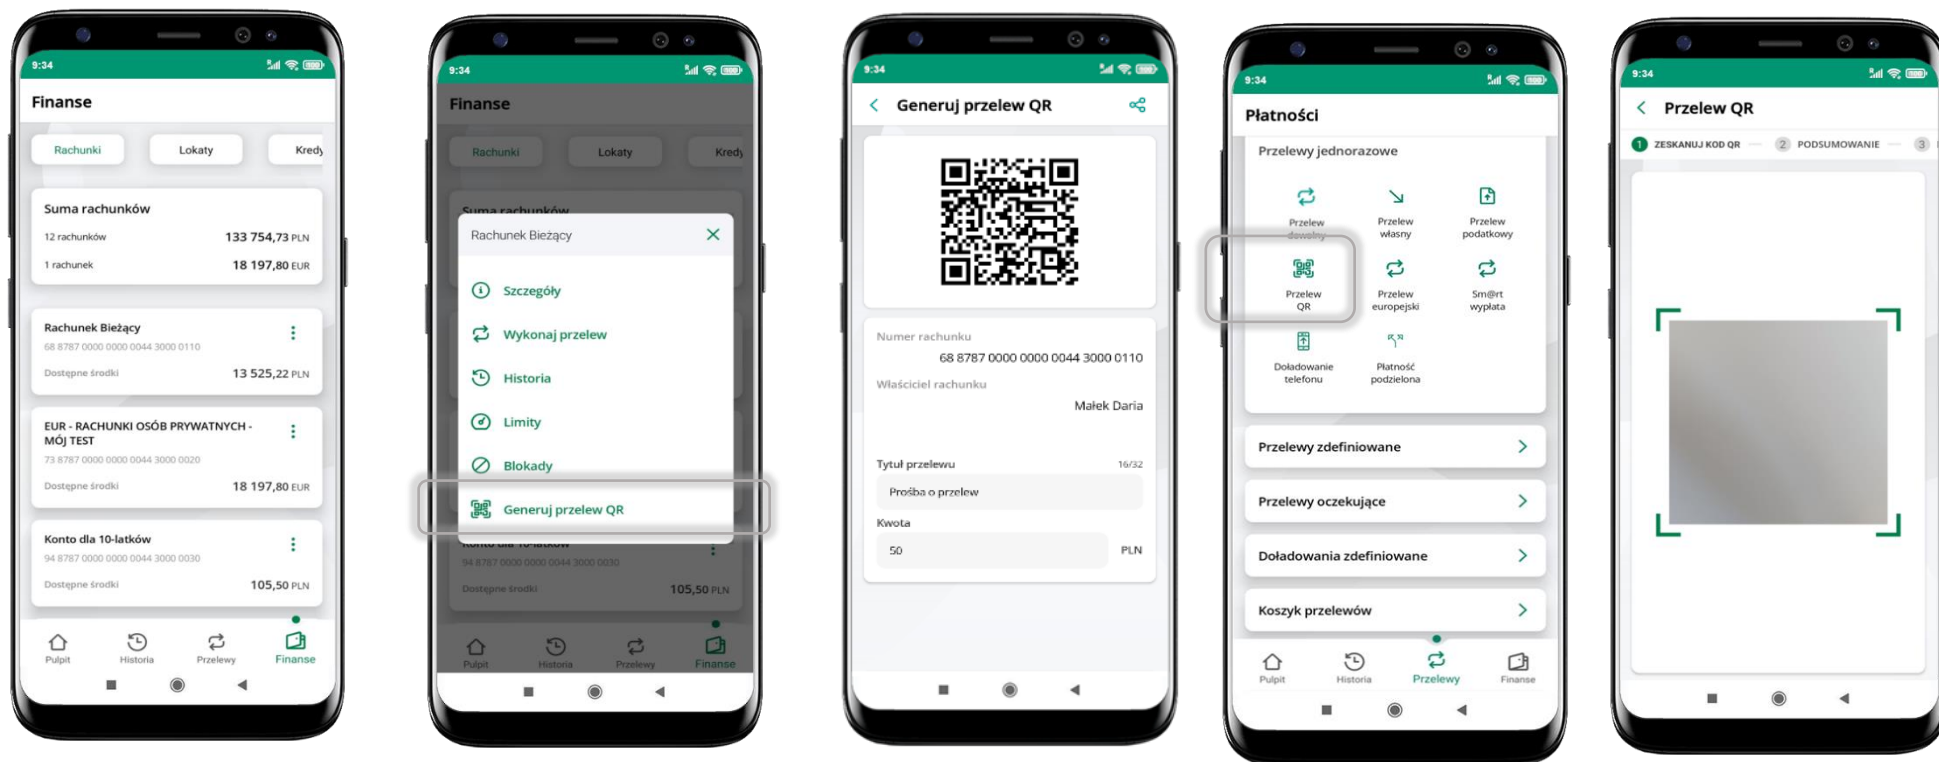 9:34
Finanse
Rachunki
Lokaty
Kredy
Suma rachunków
12 rachunków 133 754,73 PLN
1 rachunek 18 197,80 EUR
Rachunek Bieżący
68 8787 0000 0000 0044 3000 0110
Dostępne środki 13 525,22 PLN
EUR - RACHUNKI OSÓB PRYWATNYCH -
MÓJ TEST
73 8787 0000 0000 0044 3000 0020
Dostępne środki 18 197,80 EUR
Konto dla 10-latków
94 8787 0000 0000 0044 3000 0030
Dostępne środki 105,50 PLN
Pulpit Historia Przelewy Finanse
9:34
Finanse
Rachunki
Lokaty
Kredy
Suma rachunków
Rachunek Bieżący
Szczegóły
Wykonaj przelew
Historia
Limity
Blokady
Generuj przelew QR
Konto dla 10-latków
94 8787 0000 0000 0044 3000 0030
Dostępne środki 105,50 PLN
Pulpit Historia Przelewy Finanse
9:34
Generuj przelew QR
Numer rachunku
68 8787 0000 0000 0044 3000 0110
Właściciel rachunku
Małek Daria
Tytuł przelewu 16/32
Prośba o przelew
Kwota
50 PLN
9:34
Płatności
Przelewy jednorazowe
Przelew
dowolny
Przelew
własny
Przelew
podatkowy
Przelew
QR
Przelew
europejski
Sm@rt
wypłata
Doładowanie
telefonu
Płatność
podzielona
Przelewy zdefiniowane
Przelewy oczekujące
Doładowania zdefiniowane
Koszyk przelewów
Pulpit Historia Przelewy Finanse
9:34
Przelew QR
1 ZESKANUJ KOD QR 2 PODSUMOWANIE 3